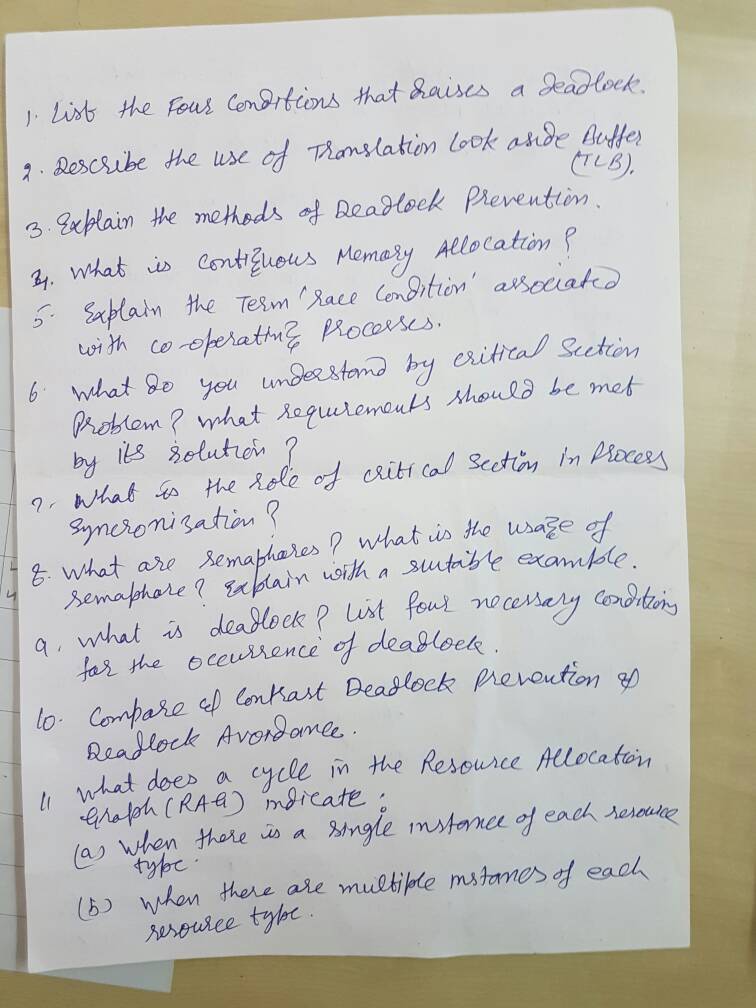 1. List the Four Conditions that raises a deadlock.
2. Describe the use of Translation Look aside Buffer
(TLB).
3. Explain the methods of Deadlock Prevention.
4. What is Contiguous Memory Allocation?
5. Explain the Term 'race Condition' associated
with co-operating Processes.
6. What do you understand by critical Section
Problem? What requirements should be met
by its solution?
7. What is the role of critical Section in Process
Syncronization?
8. What are semaphares? What is the usage of
semaphare? Explain with a suitable example.
9. What is deadlock? List four necessary Conditions
for the occurrence of deadlock.
10. Compare & Contrast Deadlock Prevention &
Deadlock Avoidance.
11 What does a cycle in the Resource Allocation
Graph (RAG) indicate:
(a) When there is a single instance of each resource
type.
(b) When there are multiple instances of each
resource type.